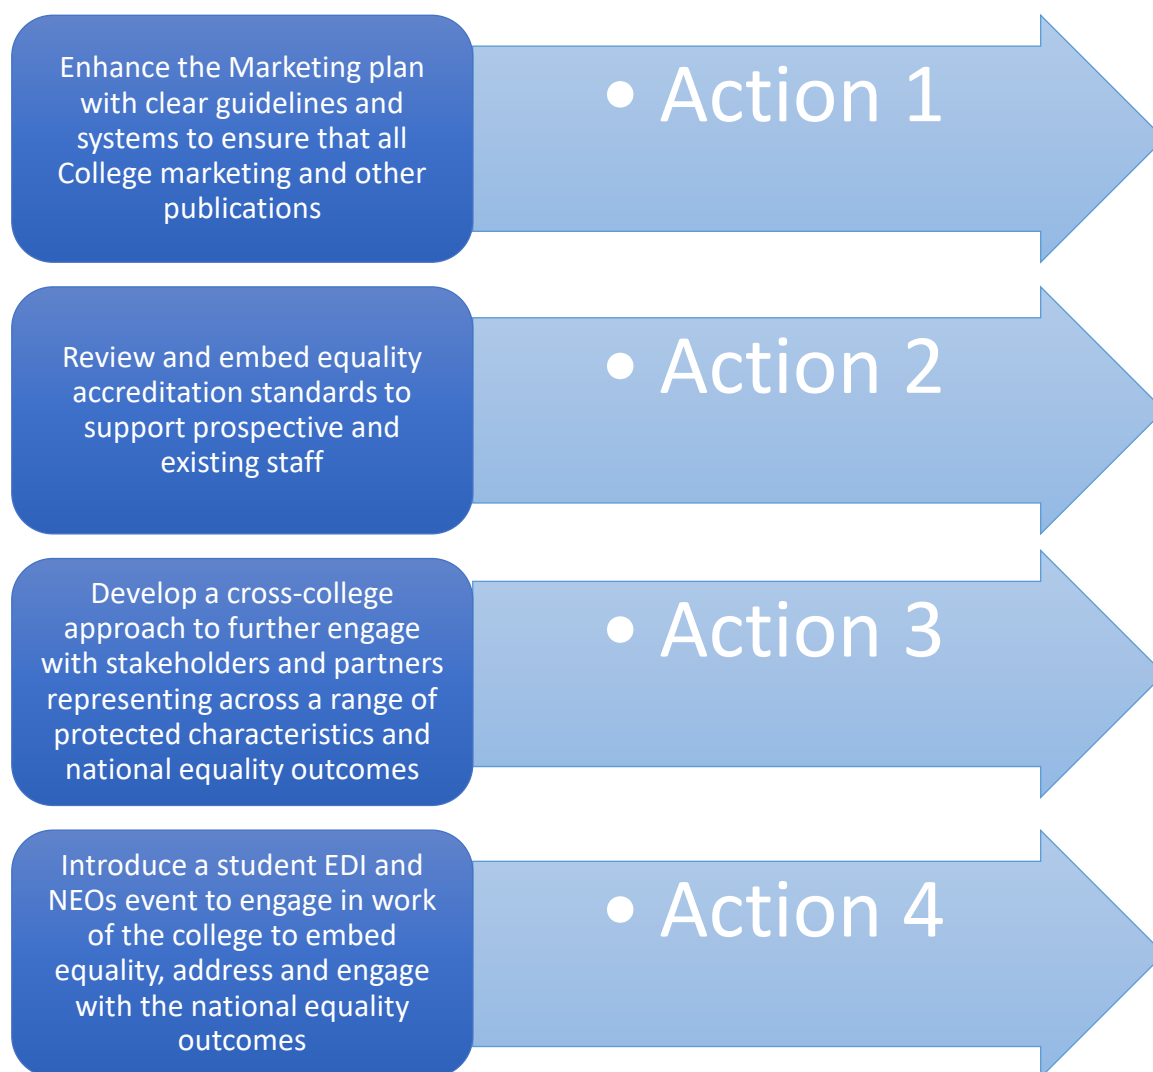 Enhance the Marketing plan
with clear guidelines and
systems to ensure that all
College marketing and other
publications
• Action 1
Review and embed equality
accreditation standards to
support prospective and
existing staff
• Action 2
Develop a cross-college
approach to further engage
with stakeholders and partners
representing across a range of
protected characteristics and
national equality outcomes
• Action 3
Introduce a student EDI and
NEOs event to engage in work
of the college to embed
equality, address and engage
with the national equality
outcomes
• Action 4